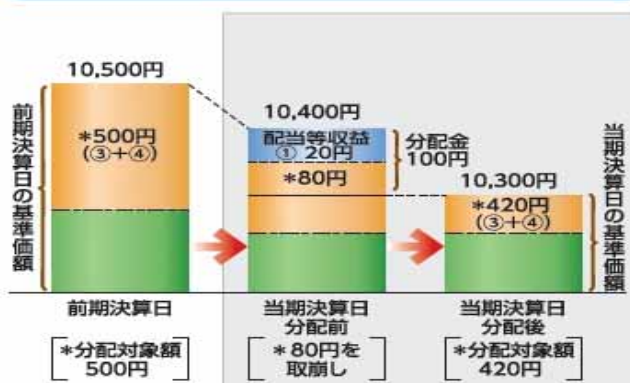 10,500円
前期決算日の基準価額
*500円
(③+④)
10,400円
配当等収益
① 20円
*80円
分配金
100円
10,300円
*420円
(③+④)
当期決算日の基準価額
前期決算日
当期決算日
分配前
当期決算日
分配後
*分配対象額
500円
*80円を
取崩し
*分配対象額
420円